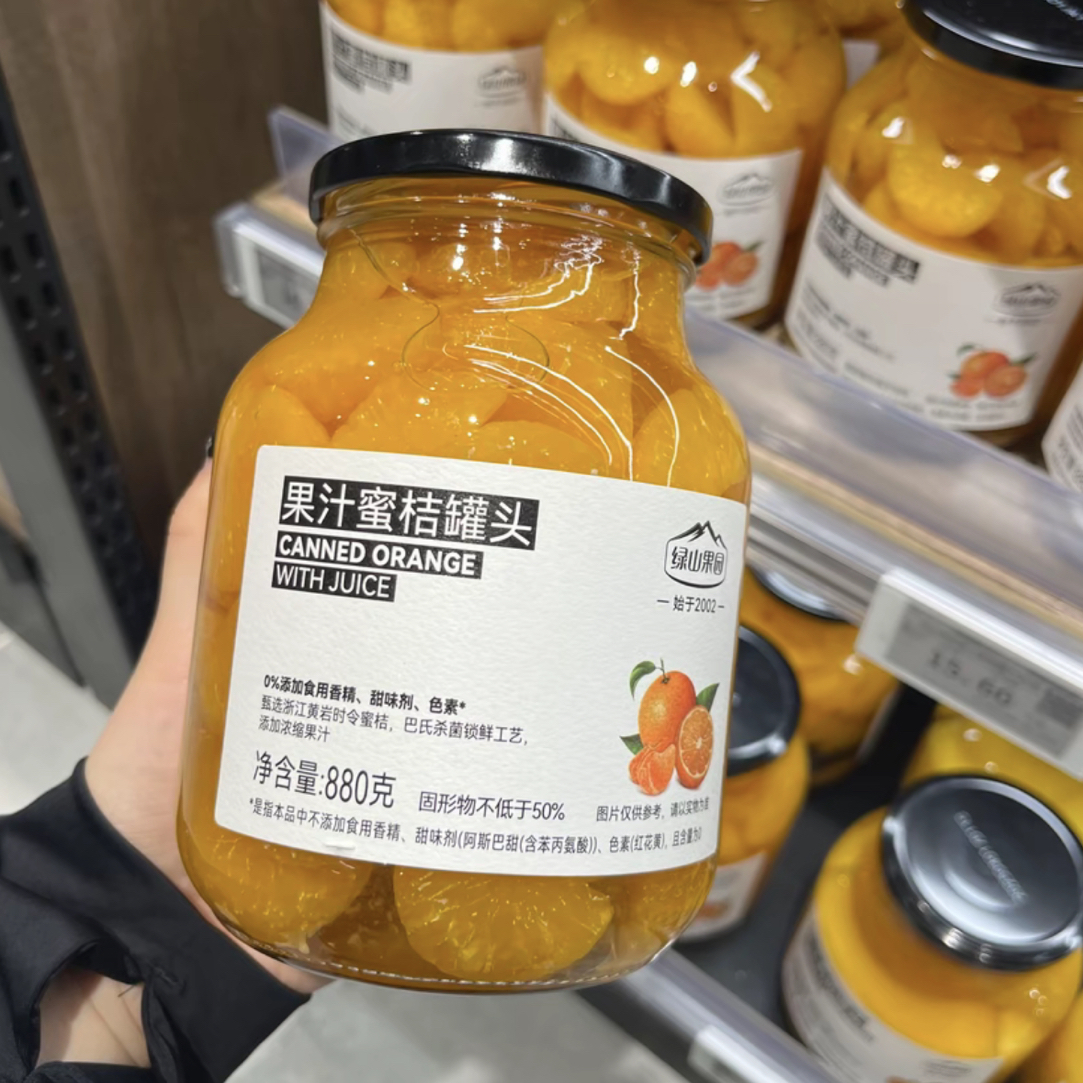 果汁蜜桔罐头
CANNED ORANGE
WITH JUICE
绿山果园
始于2002
0%添加食用香精、甜味剂、色素*
甄选浙江黄岩时令蜜桔，巴氏杀菌锁鲜工艺，
添加浓缩果汁
净含量:880克
固形物不低于50%
图片仅供参考，请以实物为准
*是指本品中不添加食用香精、甜味剂(阿斯巴甜(含苯丙氨酸))、色素(红花黄)，且含量为0
15.60